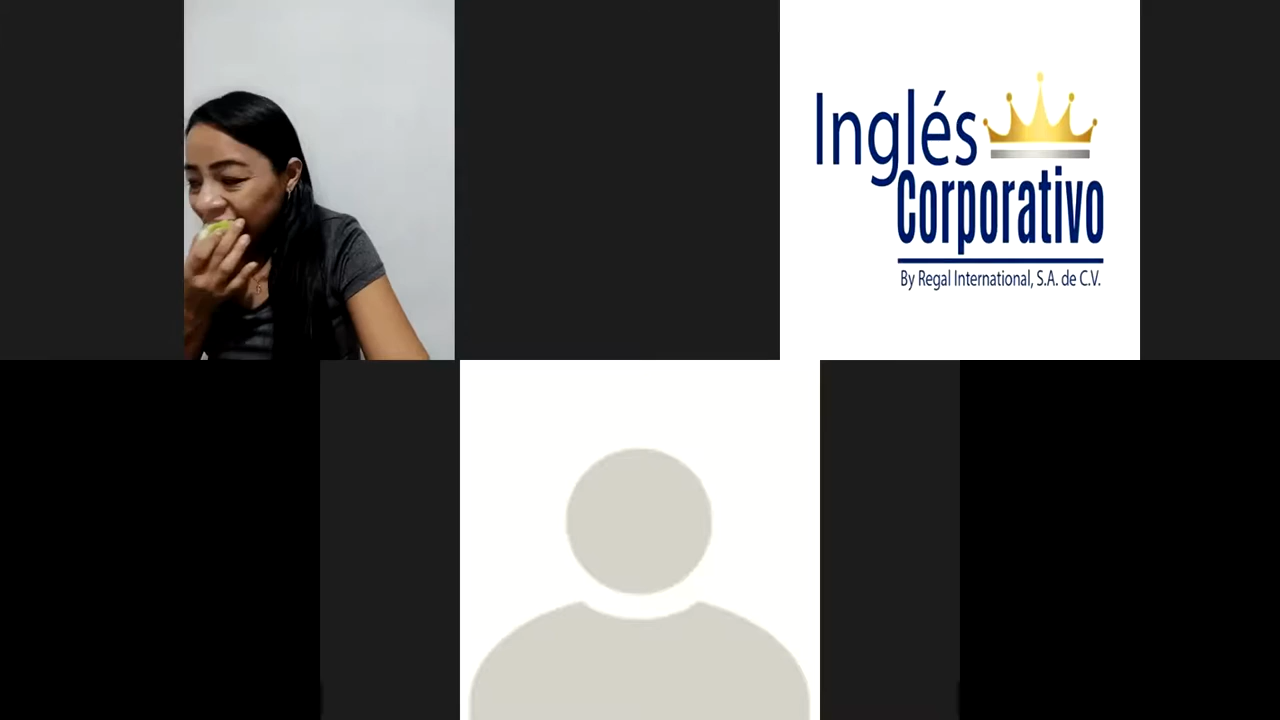 Inglés
Corporativo
By Regal International, S.A. de C.V.